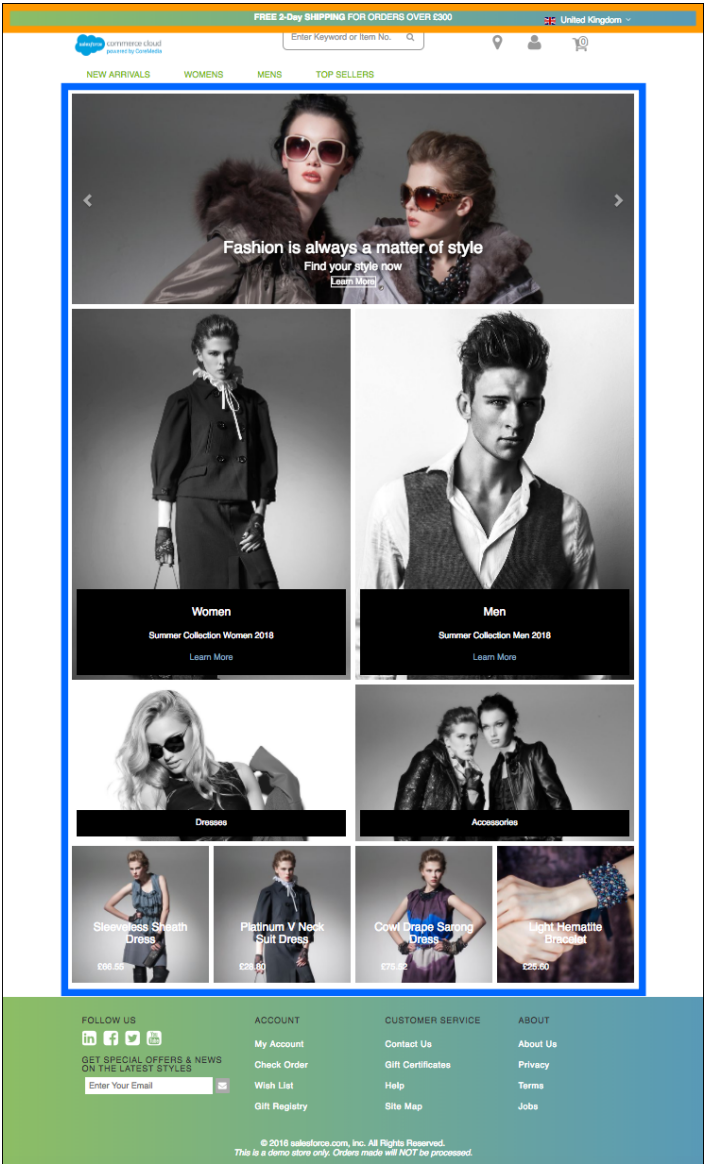 FREE 2-Day SHIPPING FOR ORDERS OVER £300
United Kingdom
salesforce commerce cloud
powered by CoreMedia
Enter Keyword or Item No.
0
NEW ARRIVALS WOMENS MENS TOP SELLERS
Fashion is always a matter of style
Find your style now
Learn More
Women
Summer Collection Women 2018
Learn More
Men
Summer Collection Men 2018
Learn More
Dresses
Accessories
Sleeveless Sheath
Dress
Platinum V Neck
Suit Dress
£28.80
Cowl Drape Sarong
Dress
Light Hematite
Bracelet
£25.60
FOLLOW US
GET SPECIAL OFFERS & NEWS
ON THE LATEST STYLES
Enter Your Email
ACCOUNT
My Account
Check Order
Wish List
Gift Registry
CUSTOMER SERVICE
Contact Us
Gift Certificates
Help
Site Map
ABOUT
About Us
Privacy
Terms
Jobs
© 2016 salesforce.com, inc. All Rights Reserved.
This is a demo store only. Orders made will NOT be processed.